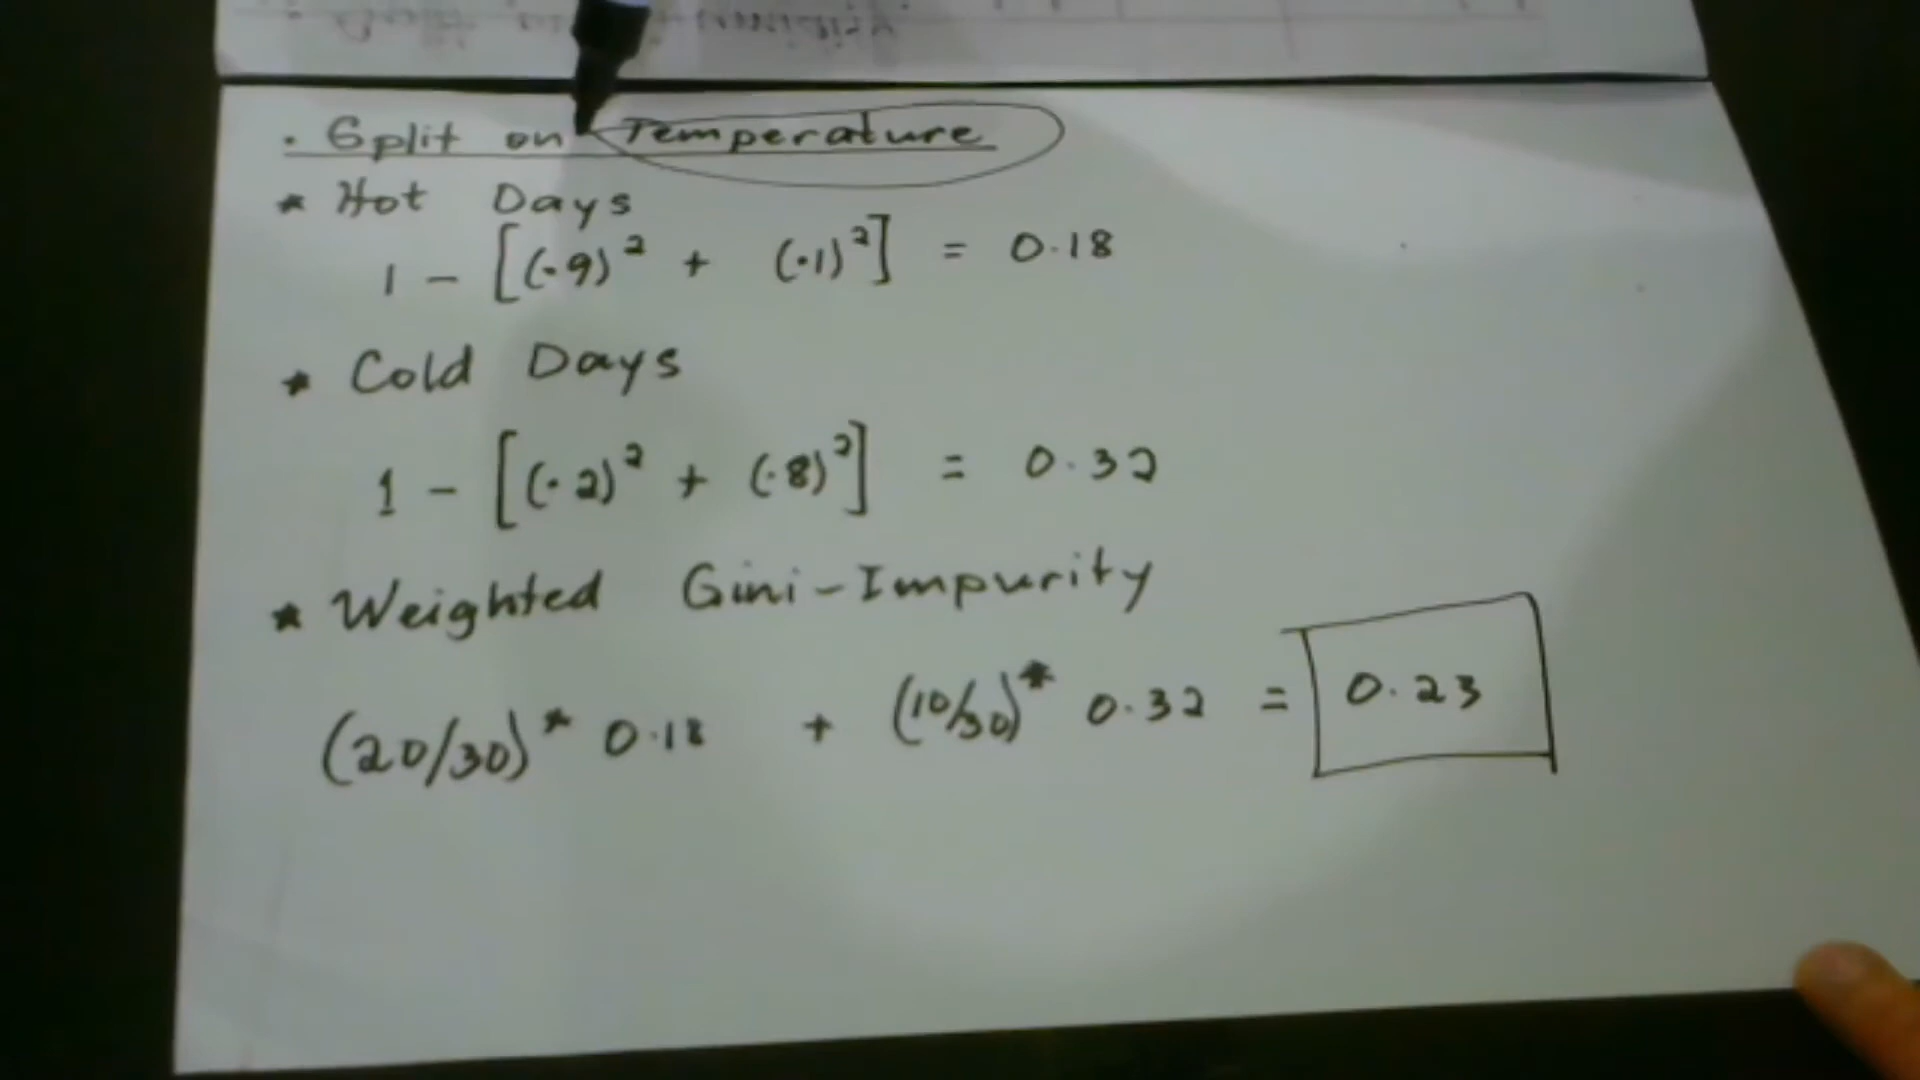 • Split on Temperature
* Hot Days
1 - [(.9)² + (.1)²] = 0.18
* Cold Days
1 - [(.2)² + (.8)²] = 0.32
* Weighted Gini-Impurity
(20/30)* 0.18 + (10/30)* 0.32 = 0.23